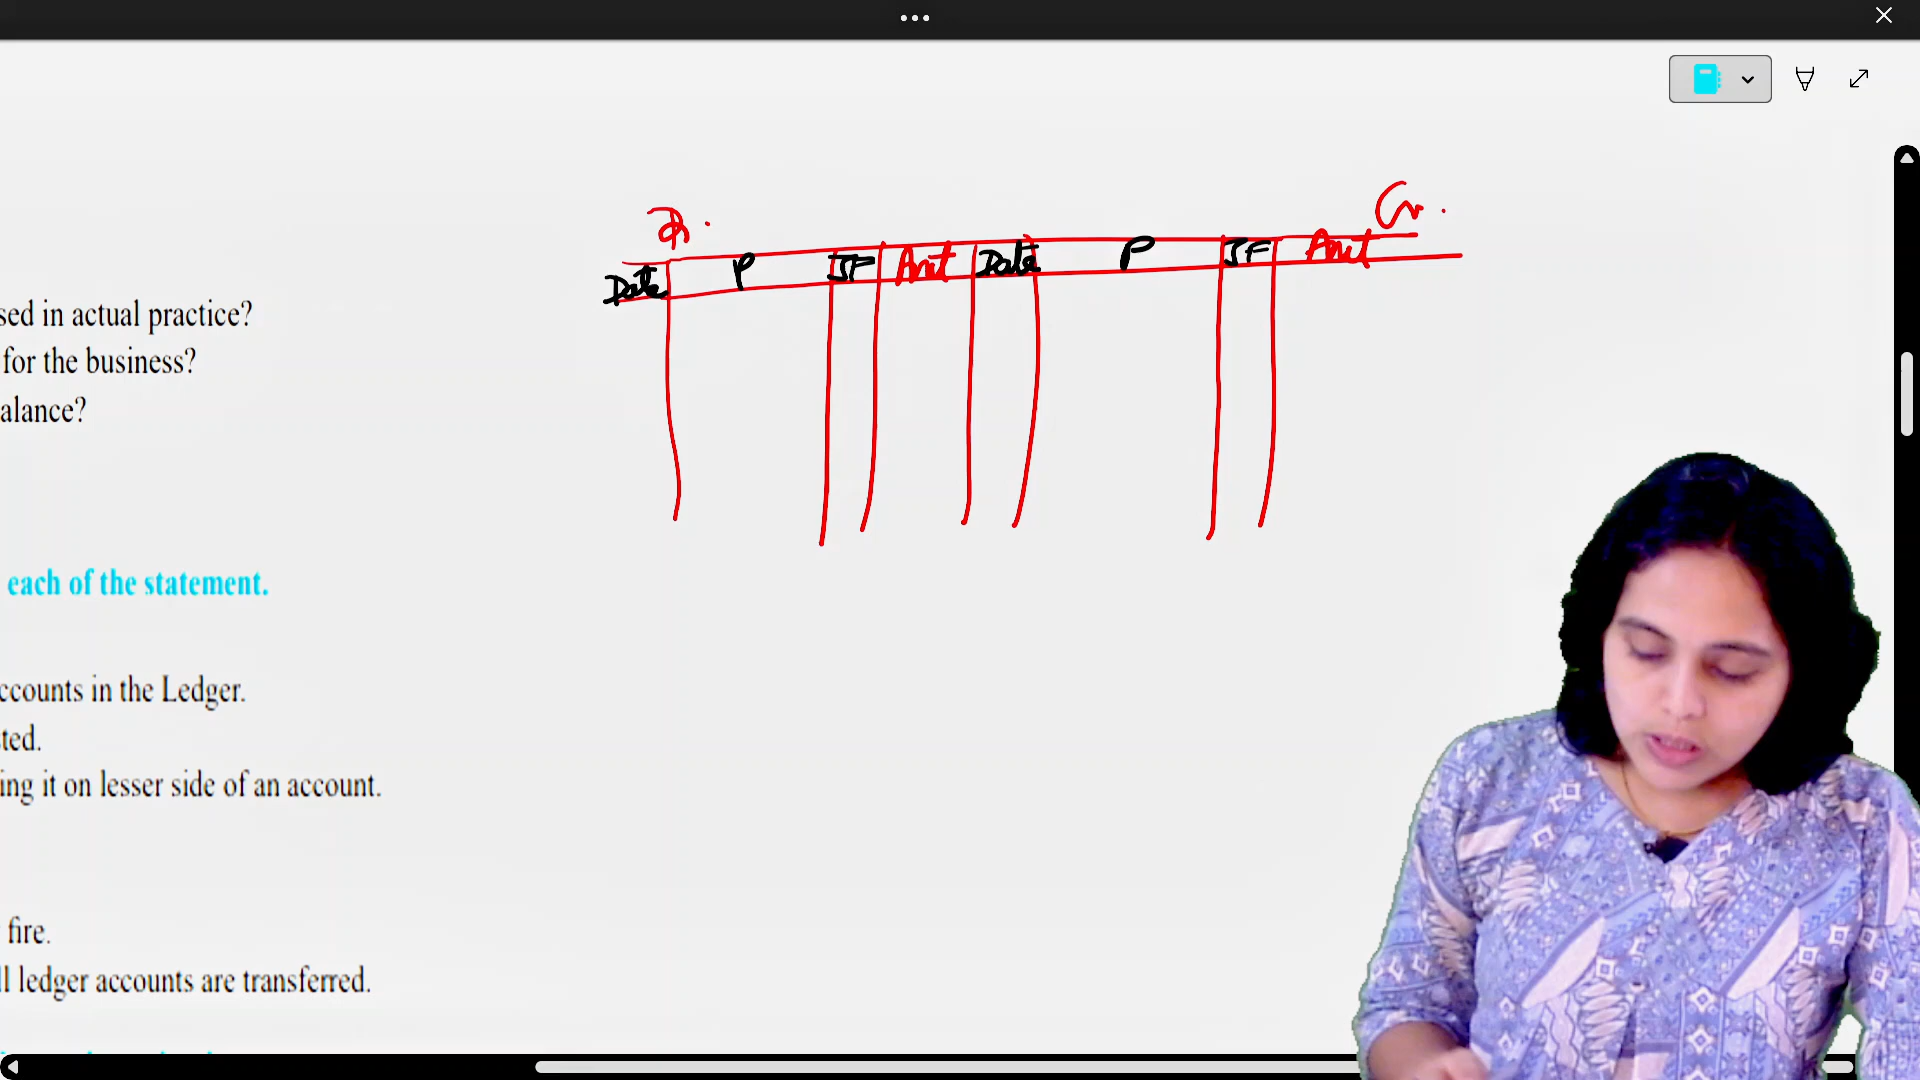 Dr. Cr.
Date P JF Amt Date P JF Amt
sed in actual practice?
for the business?
alance?
each of the statement.
ccounts in the Ledger.
ted.
ing it on lesser side of an account.
fire.
ll ledger accounts are transferred.